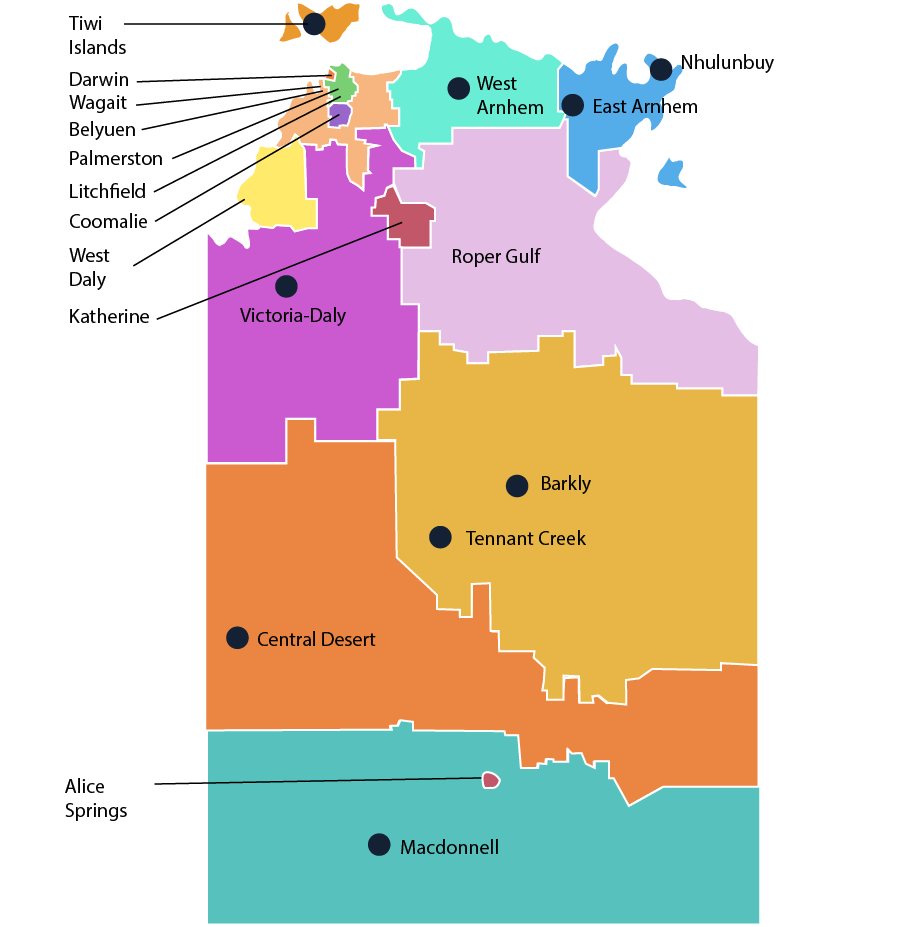 Tiwi
Islands
Darwin
Wagait
Belyuen
Palmerston
Litchfield
Coomalie
West
Daly
Katherine
West
Arnhem
East Arnhem
Nhulunbuy
Roper Gulf
Victoria-Daly
Barkly
Tennant Creek
Central Desert
Alice
Springs
Macdonnell